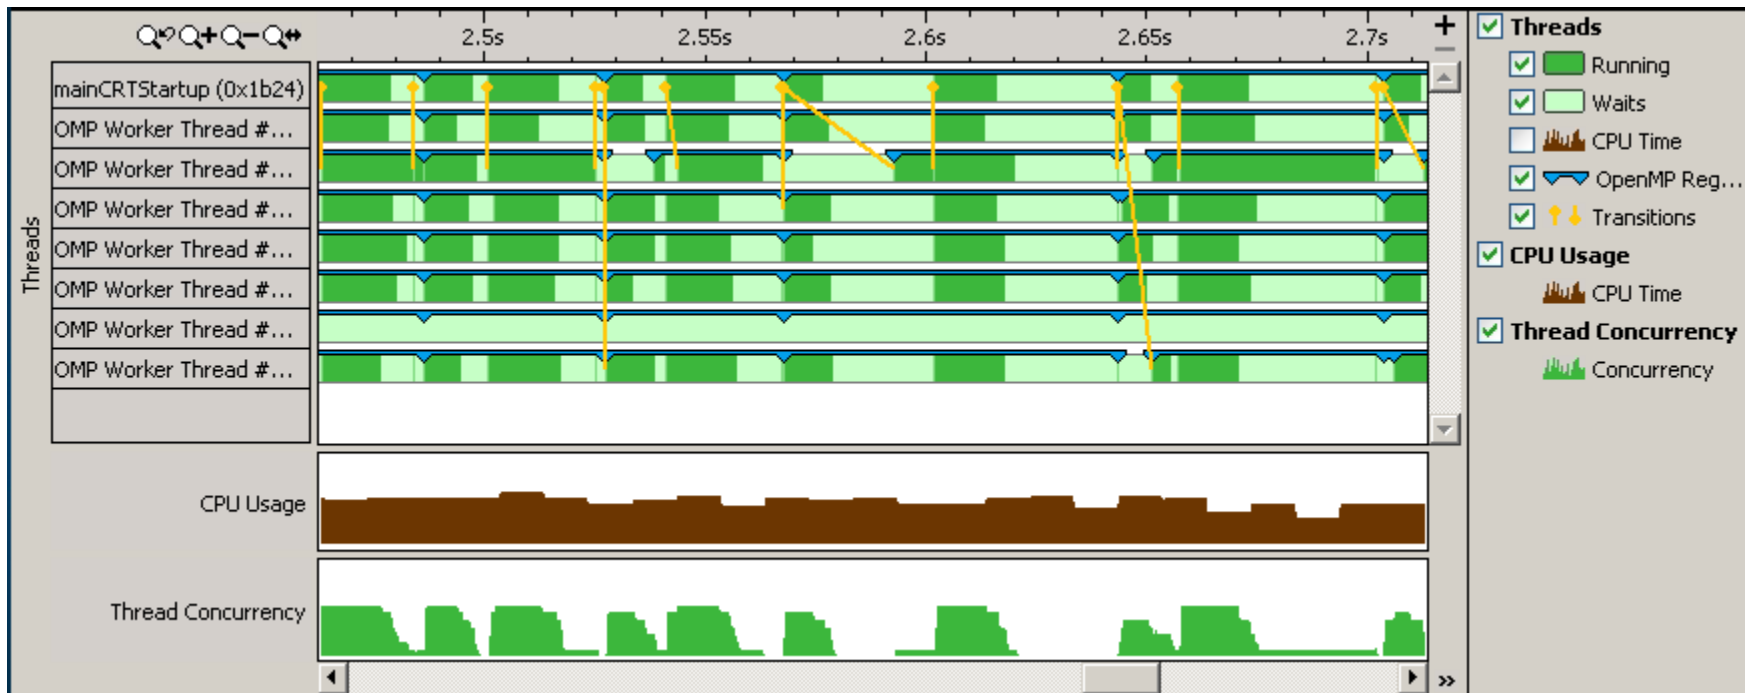 2.5s 2.55s 2.6s 2.65s 2.7s
mainCRTStartup (0x1b24)
OMP Worker Thread #...
OMP Worker Thread #...
OMP Worker Thread #...
OMP Worker Thread #...
OMP Worker Thread #...
OMP Worker Thread #...
OMP Worker Thread #...
Threads
CPU Usage
Thread Concurrency
Threads
Running
Waits
CPU Time
OpenMP Reg...
Transitions
CPU Usage
CPU Time
Thread Concurrency
Concurrency